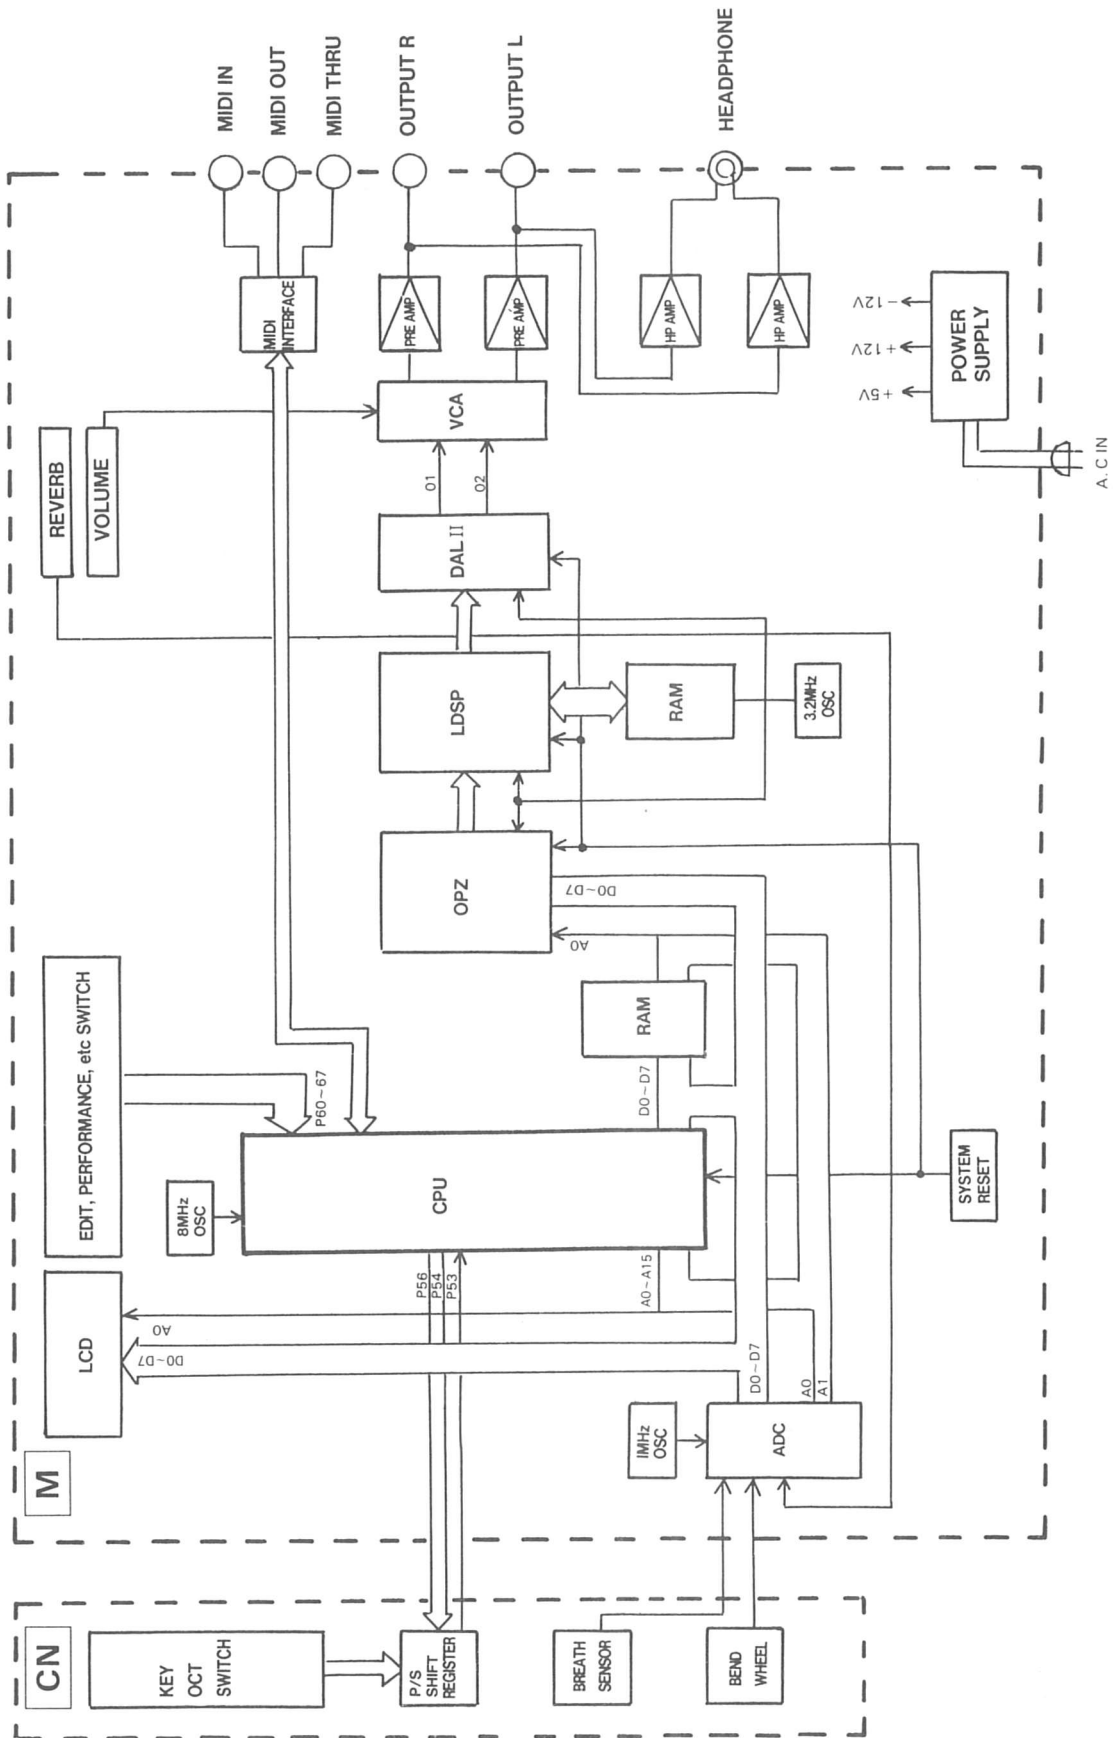 MIDI IN
MIDI OUT
MIDI THRU
OUTPUT R
OUTPUT L
HEADPHONE
REVERB
VOLUME
MIDI
INTERFACE
PRE AMP
PRE AMP
HP AMP
HP AMP
VCA
-12V
+12V
+5V
POWER
SUPPLY
A.C IN
O1
O2
DAL II
LDSP
RAM
3.2MHz
OSC
OPZ
D0~D7
A0
EDIT, PERFORMANCE, etc SWITCH
P60~67
RAM
D0~D7
8MHz
OSC
CPU
SYSTEM
RESET
P56
P54
P53
A0~A15
LCD
A0
D0~D7
D0~D7
A0
A1
1MHz
OSC
ADC
M
CN
KEY
OCT
SWITCH
P/S
SHIFT
REGISTER
BREATH
SENSOR
BEND
WHEEL